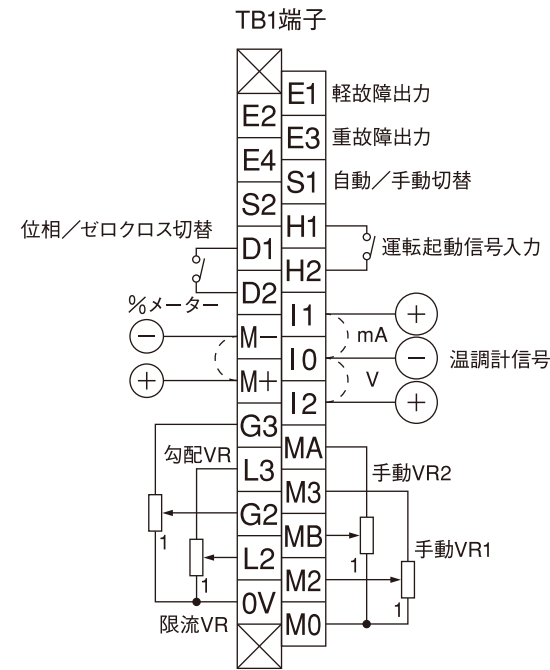 TB1端子
E1 軽故障出力
E2
E3 重故障出力
E4
S1 自動／手動切替
S2
H1
位相／ゼロクロス切替
D1
運転起動信号入力
H2
D2
%メーター
I1
＋
mA
－
M－
I0
－
温調計信号
＋
M＋
V
I2
＋
G3
MA
勾配VR
L3
手動VR2
M3
G2
1
MB
手動VR1
L2
1
1
M2
0V
1
限流VR
M0